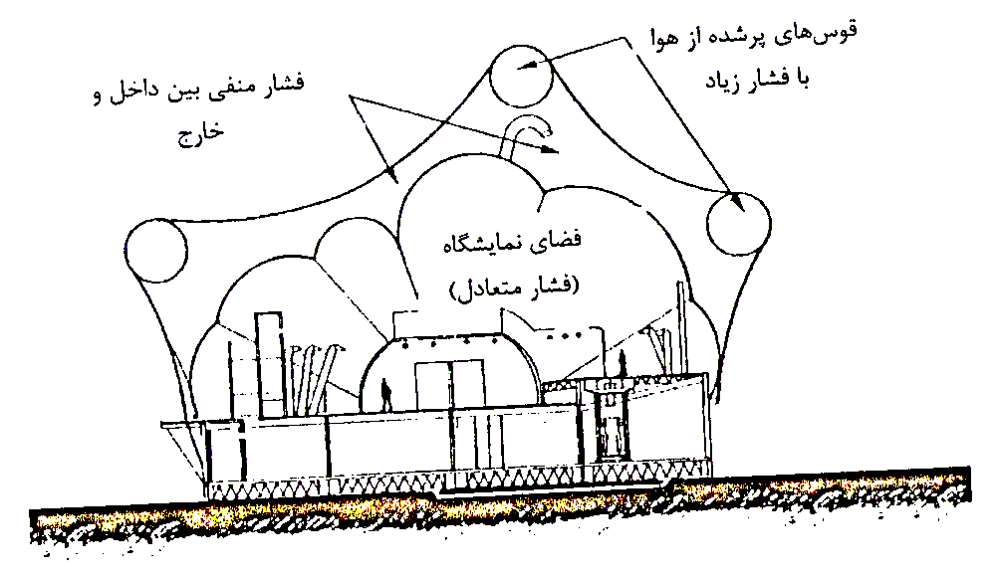 قوس‌های پرشده از هوا
با فشار زیاد
فشار منفی بین داخل و
خارج
فضای نمایشگاه
(فشار متعادل)